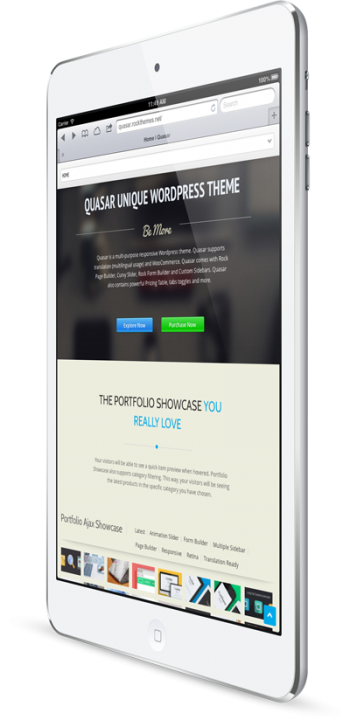 Carrier 11:49 AM 100%
quasar.rockthemes.net/ Search
Home | Quasar
HOME
QUASAR UNIQUE WORDPRESS THEME
Be More
Quasar is a multi-purpose responsive Wordpress theme. Quasar supports
translation (multilingual usage) and WooCommerce. Quasar comes with Rock
Page Builder, Curvy Slider, Rock Form Builder and Custom Sidebars. Quasar
also contains powerful Pricing Table, tabs toggles and more.
Explore Now Purchase Now
THE PORTFOLIO SHOWCASE YOU
REALLY LOVE
Your visitors will be able to see a quick item preview when hovered. Portfolio
Showcase also supports category filtering. This way your visitors will be seeing
the latest products in the specific category you have chosen.
Portfolio Ajax Showcase
Latest Animation Slider Form Builder Multiple Sidebar
Page Builder Responsive Retina Translation Ready